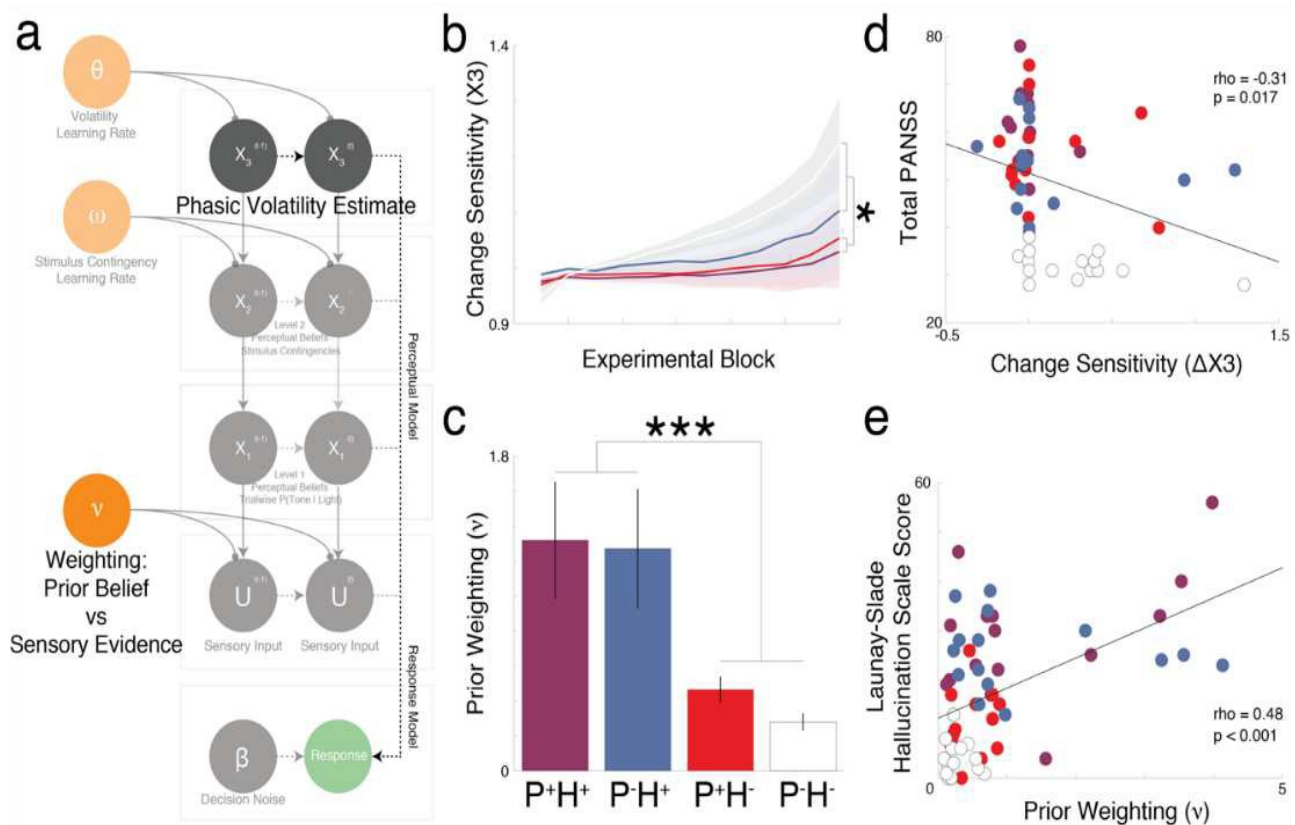 a
θ
Volatility
Learning Rate
X3 (t-1)
X3 (t)
Phasic Volatility Estimate
ω
Stimulus Contingency
Learning Rate
X2 (t-1)
X2
Level 2
Perceptual Beliefs
Stimulus Contingencies
Perceptual Model
X1 (t-1)
X1 (t)
Level 1
Perceptual Beliefs
Trialwise P(Tone | Light)
ν
Weighting:
Prior Belief
vs
Sensory Evidence
U (t-1)
U (t)
Sensory Input
Sensory Input
Response Model
β
Response
Decision Noise
b
1.4
Change Sensitivity (X3)
0.9
Experimental Block
*
c
***
1.8
Prior Weighting (ν)
0
P+H+
P-H+
P+H-
P-H-
d
80
rho = -0.31
p = 0.017
Total PANSS
20
-0.5
1.5
Change Sensitivity (ΔX3)
e
60
Launay-Slade
Hallucination Scale Score
rho = 0.48
p < 0.001
0
5
Prior Weighting (ν)